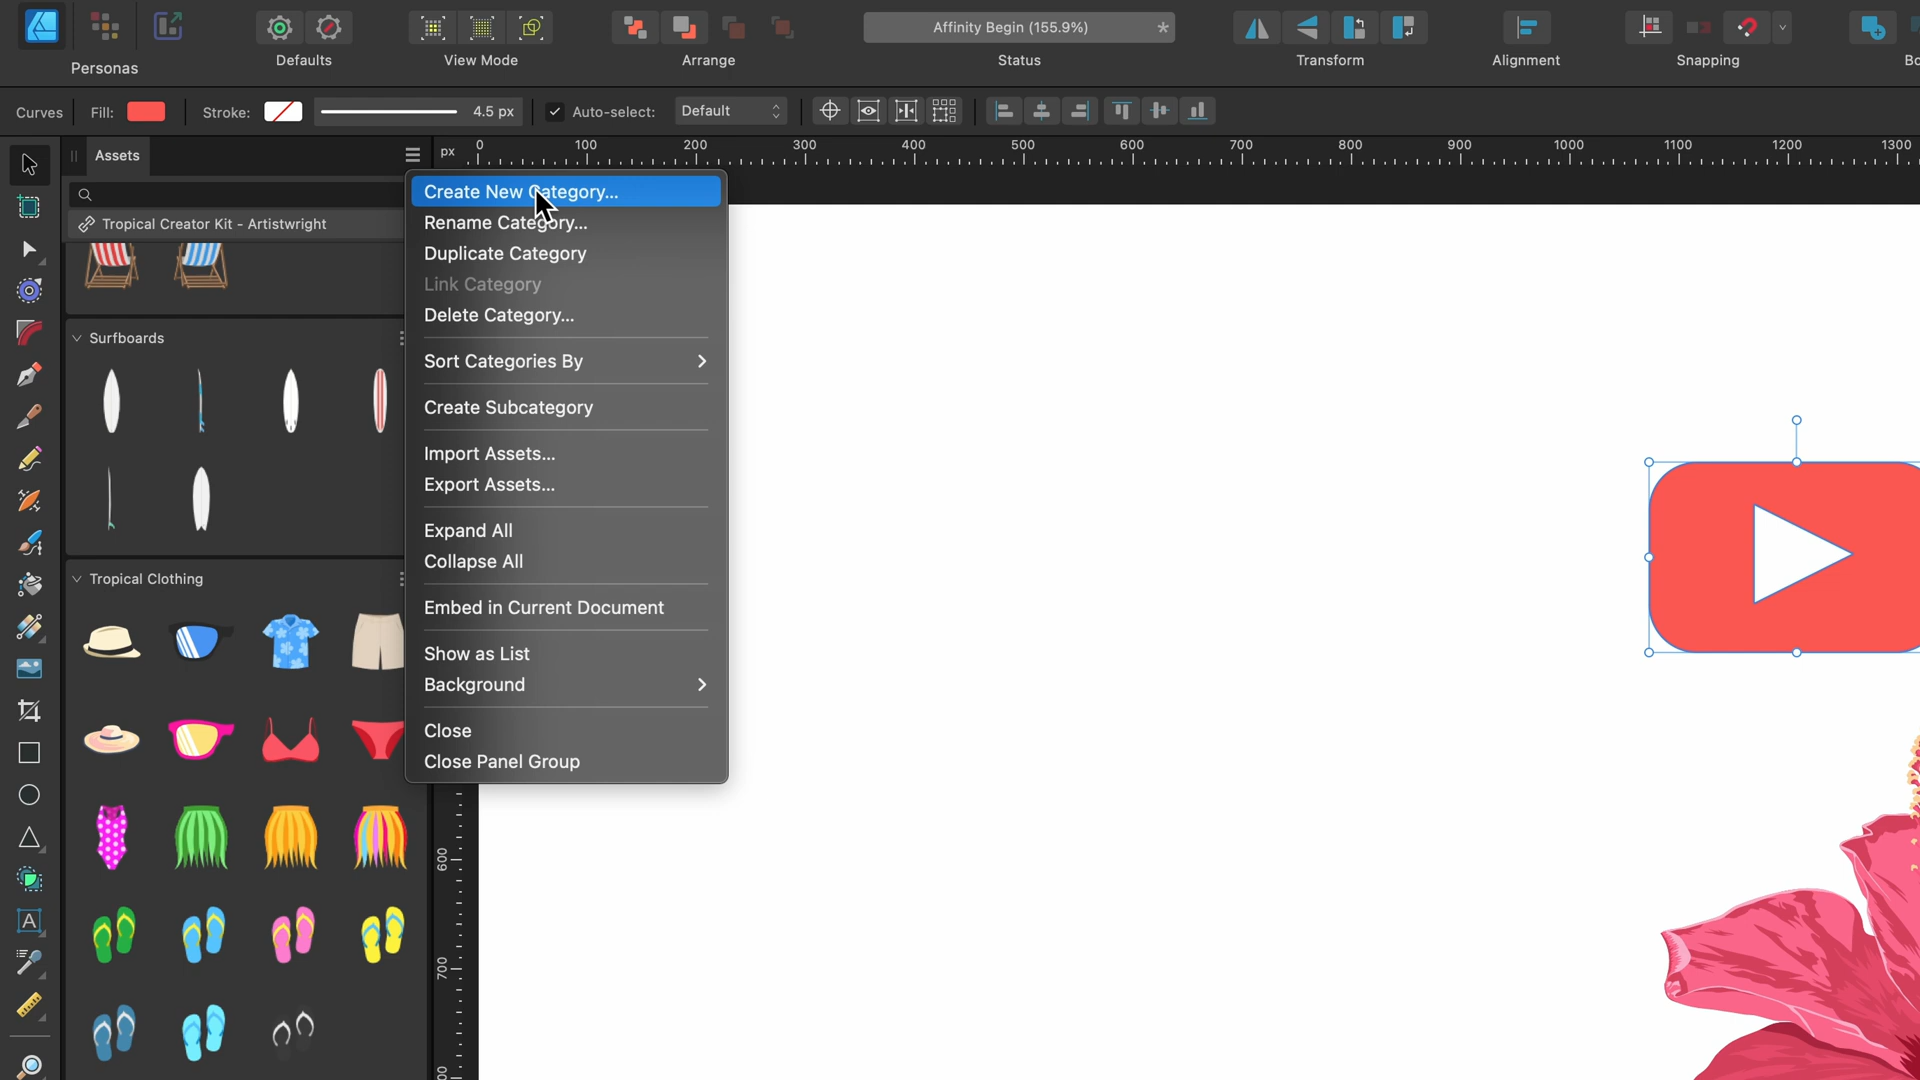 Personas
Defaults
View Mode
Arrange
Affinity Begin (155.9%) *
Status
Transform
Alignment
Snapping
Curves Fill: Stroke: 4.5 px Auto-select: Default
Assets
px 0 100 200 300 400 500 600 700 800 900 1000 1100 1200 1300
Tropical Creator Kit - Artistwright
Surfboards
Tropical Clothing
Create New Category...
Rename Category...
Duplicate Category
Link Category
Delete Category...
Sort Categories By
Create Subcategory
Import Assets...
Export Assets...
Expand All
Collapse All
Embed in Current Document
Show as List
Background
Close
Close Panel Group
600
700
A